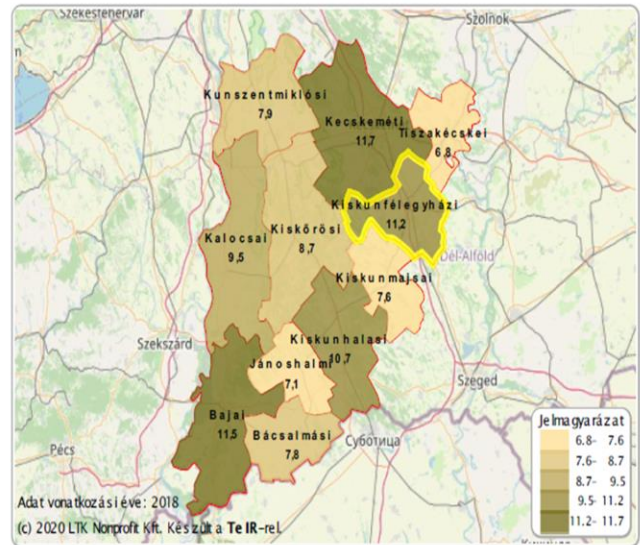 Székesfehérvár
Szolnok
Kunszentmiklósi
7,9
Kecskeméti
11,7
Tiszakécskei
6,8
Kiskunfélegyházi
11,2
Kiskőrösi
8,7
Kalocsai
9,5
Dél-Alföld
Kiskunmajsai
7,6
Szekszárd
Kiskunhalasi
10,7
Jánoshalmi
7,1
Szeged
Bajai
11,5
Bácsalmási
7,8
Суботица
Pécs
Jelmagyarázat
6.8- 7.6
7.6- 8.7
8.7- 9.5
9.5- 11.2
11.2- 11.7
Adat vonatkozási éve: 2018
(c) 2020 LTK Nonprofit Kft. Készült a TeIR-rel.